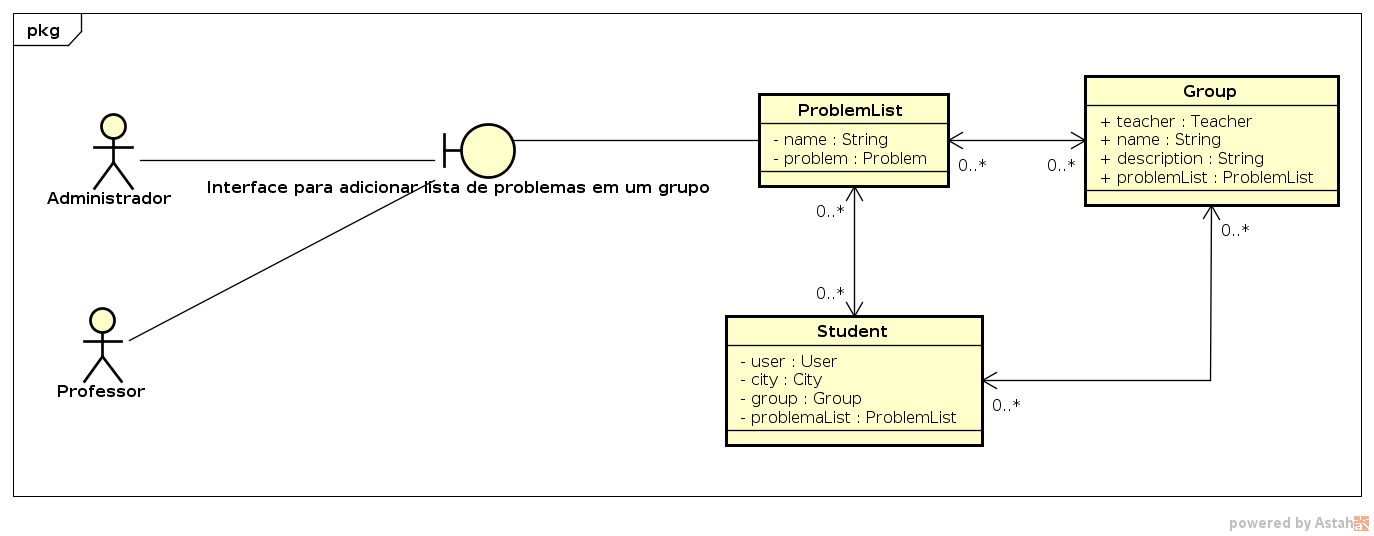 pkg
Administrador
Professor
Interface para adicionar lista de problemas em um grupo
ProblemList
- name : String
- problem : Problem
0..*
0..*
Group
+ teacher : Teacher
+ name : String
+ description : String
+ problemList : ProblemList
0..*
0..*
0..*
Student
- user : User
- city : City
- group : Group
- problemaList : ProblemList
0..*
powered by Astah